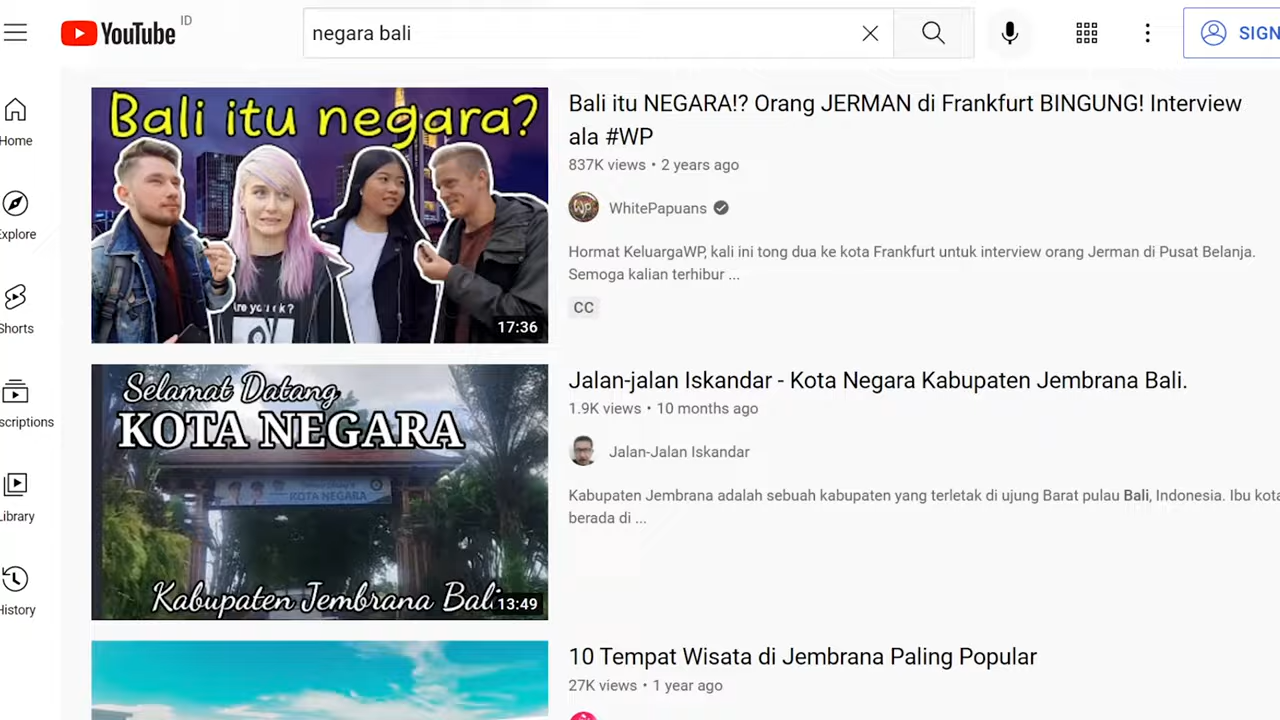 YouTube ID
negara bali
SIGN
Home
Explore
Shorts
scriptions
Library
History
Bali itu negara?
Are you ok?
17:36
Bali itu NEGARA!? Orang JERMAN di Frankfurt BINGUNG! Interview
ala #WP
837K views • 2 years ago
WhitePapuans
Hormat KeluargaWP, kali ini tong dua ke kota Frankfurt untuk interview orang Jerman di Pusat Belanja.
Semoga kalian terhibur ...
CC
Selamat Datang
KOTA NEGARA
KOTA NEGARA
Kabupaten Jembrana Bali
13:49
Jalan-jalan Iskandar - Kota Negara Kabupaten Jembrana Bali.
1.9K views • 10 months ago
Jalan-Jalan Iskandar
Kabupaten Jembrana adalah sebuah kabupaten yang terletak di ujung Barat pulau Bali, Indonesia. Ibu kota
berada di ...
10 Tempat Wisata di Jembrana Paling Popular
27K views • 1 year ago